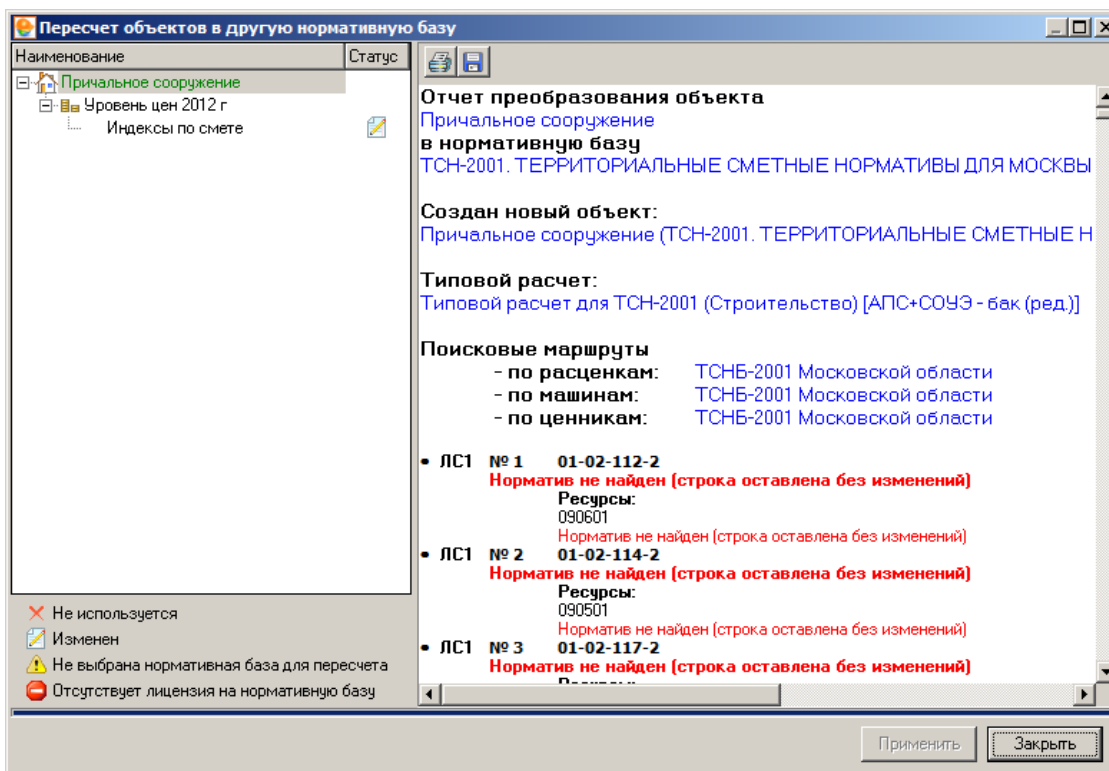 Пересчет объектов в другую нормативную базу
Наименование Статус
Причальное сооружение
Уровень цен 2012 г
Индексы по смете
Не используется
Изменен
Не выбрана нормативная база для пересчета
Отсутствует лицензия на нормативную базу
Отчет преобразования объекта
Причальное сооружение
в нормативную базу
ТСН-2001. ТЕРРИТОРИАЛЬНЫЕ СМЕТНЫЕ НОРМАТИВЫ ДЛЯ МОСКВЫ
Создан новый объект:
Причальное сооружение (ТСН-2001. ТЕРРИТОРИАЛЬНЫЕ СМЕТНЫЕ Н
Типовой расчет:
Типовой расчет для ТСН-2001 (Строительство) [АПС+СОУЭ - бак (ред.)]
Поисковые маршруты
- по расценкам: ТСНБ-2001 Московской области
- по машинам: ТСНБ-2001 Московской области
- по ценникам: ТСНБ-2001 Московской области
• ЛС1 № 1 01-02-112-2
Норматив не найден (строка оставлена без изменений)
Ресурсы:
090601
Норматив не найден (строка оставлена без изменений)
• ЛС1 № 2 01-02-114-2
Норматив не найден (строка оставлена без изменений)
Ресурсы:
090501
Норматив не найден (строка оставлена без изменений)
• ЛС1 № 3 01-02-117-2
Норматив не найден (строка оставлена без изменений)
Применить Закрыть